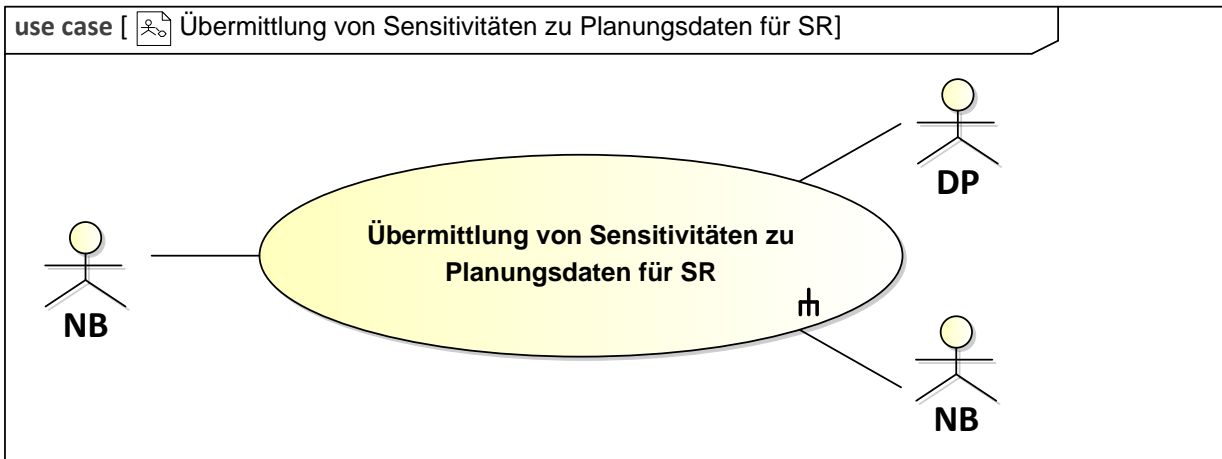 use case [ Übermittlung von Sensitivitäten zu Planungsdaten für SR]
DP
Übermittlung von Sensitivitäten zu
Planungsdaten für SR
NB
NB